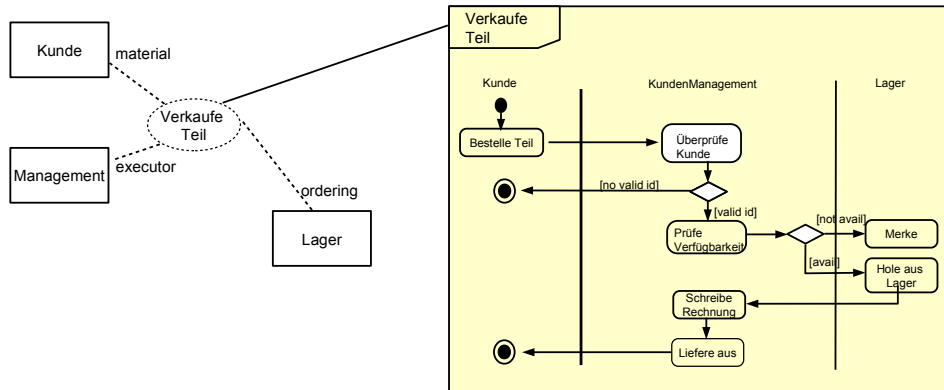 Kunde
material
Verkaufe
Teil
Management
executor
ordering
Lager
Verkaufe
Teil
Kunde
KundenManagement
Lager
Bestelle Teil
Überprüfe
Kunde
[no valid id]
[valid id]
[not avail]
Prüfe
Verfügbarkeit
Merke
[avail]
Hole aus
Lager
Schreibe
Rechnung
Liefere aus